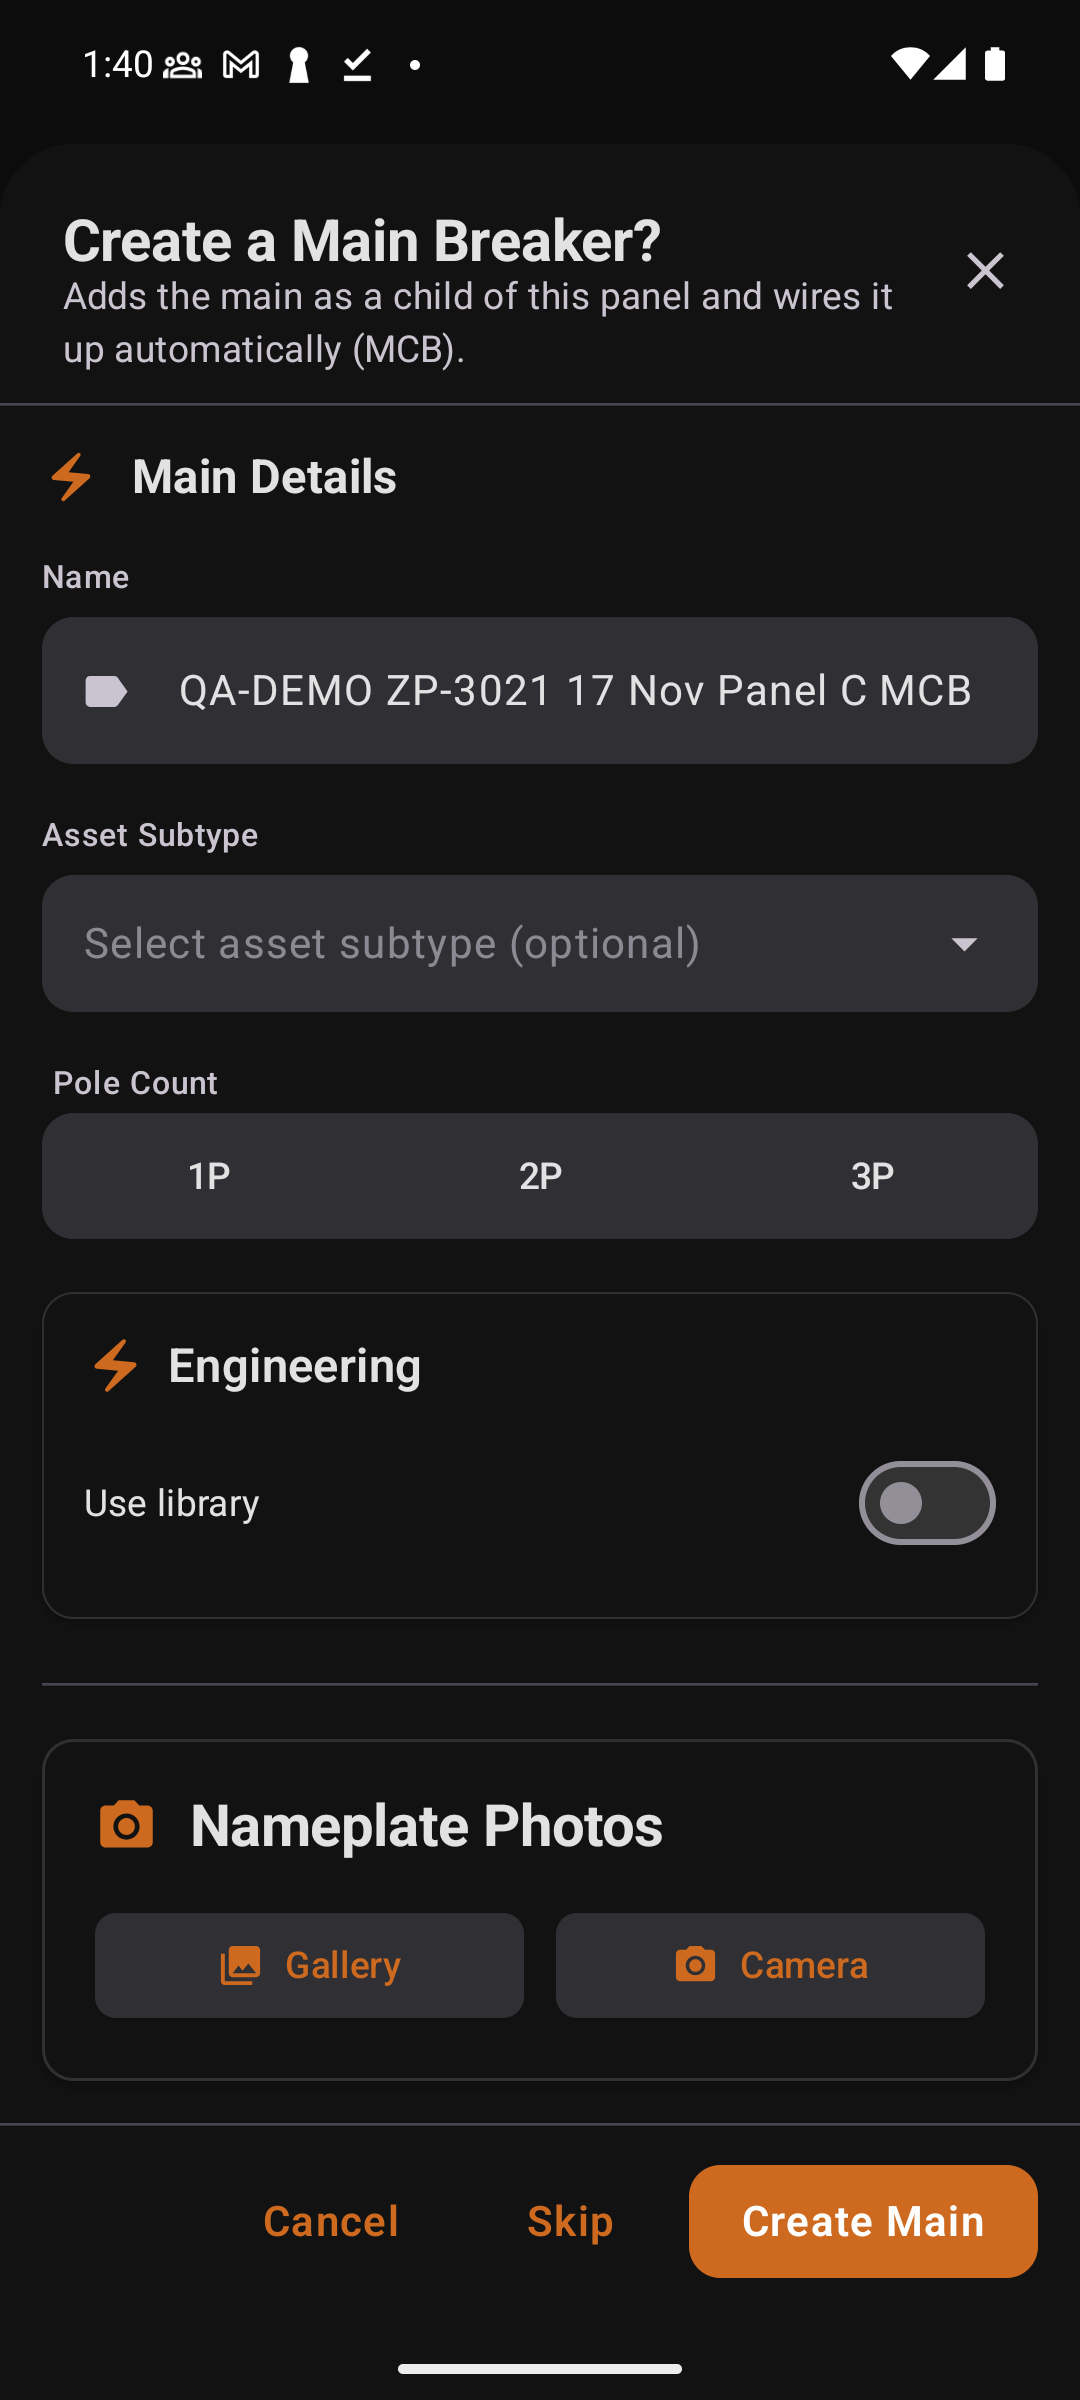 1:40
Create a Main Breaker?
Adds the main as a child of this panel and wires it
up automatically (MCB).
Main Details
Name
QA-DEMO ZP-3021 17 Nov Panel C MCB
Asset Subtype
Select asset subtype (optional)
Pole Count
1P 2P 3P
Engineering
Use library
Nameplate Photos
Gallery Camera
Cancel Skip Create Main